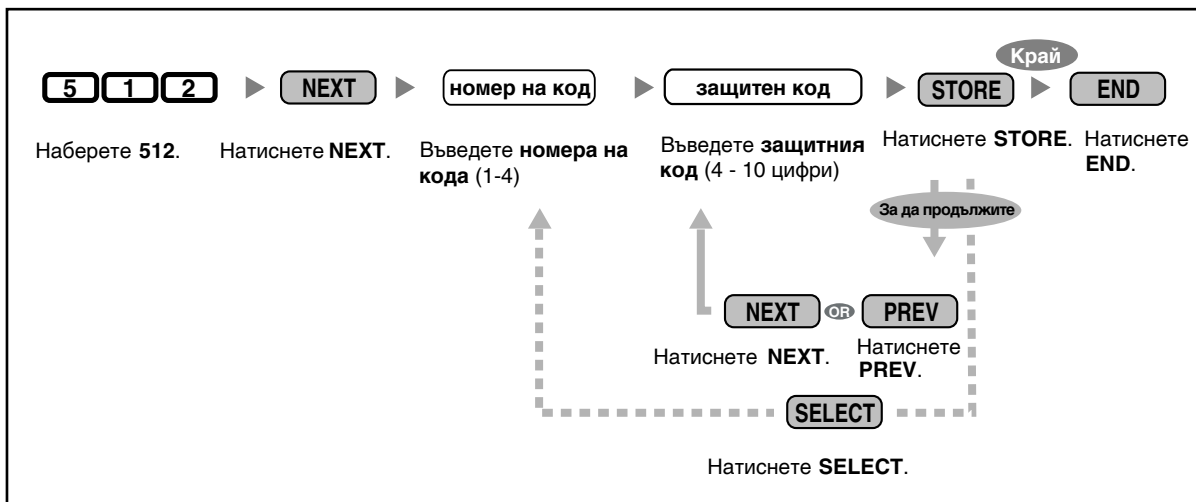 Край
5 1 2 NEXT номер на код защитен код STORE END
Наберете 512.
Натиснете NEXT.
Въведете номера на
кода (1-4)
Въведете защитния
код (4 - 10 цифри)
Натиснете STORE.
Натиснете
END.
За да продължите
NEXT OR PREV
Натиснете NEXT.
Натиснете
PREV.
SELECT
Натиснете SELECT.